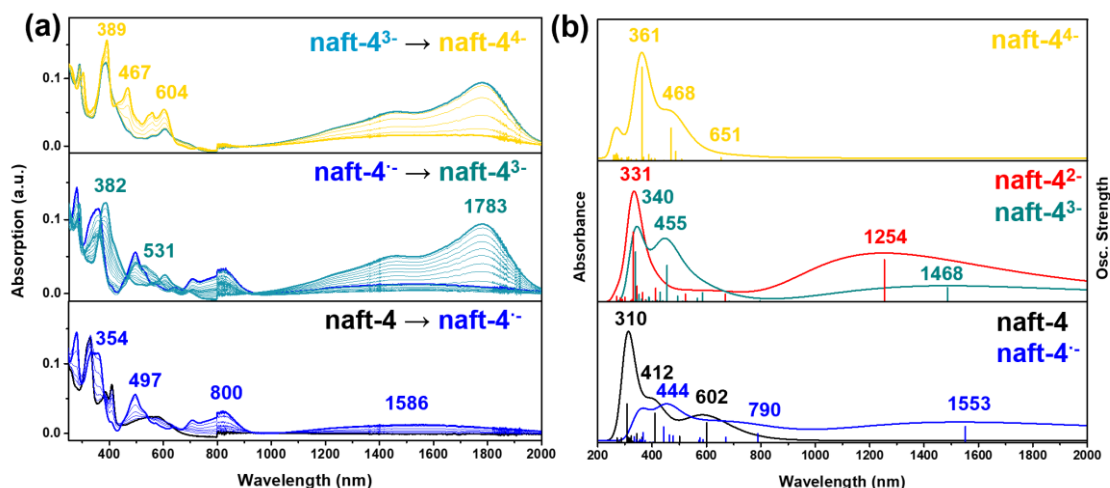 (a)
389
naft-4³⁻ → naft-4⁴⁻
467
604
0.1
0.0
naft-4·⁻ → naft-4³⁻
382
531
1783
0.1
0.0
naft-4 → naft-4·⁻
354
497
800
1586
0.1
0.0
Absorption (a.u.)
400 600 800 1000 1200 1400 1600 1800 2000
Wavelength (nm)
(b)
361
naft-4⁴⁻
468
651
331
naft-4²⁻
340
naft-4³⁻
455
1254
1468
310
naft-4
412
naft-4·⁻
444
602
790
1553
Absorbance
Osc. Strength
200 400 600 800 1000 1200 1400 1600 1800 2000
Wavelength (nm)